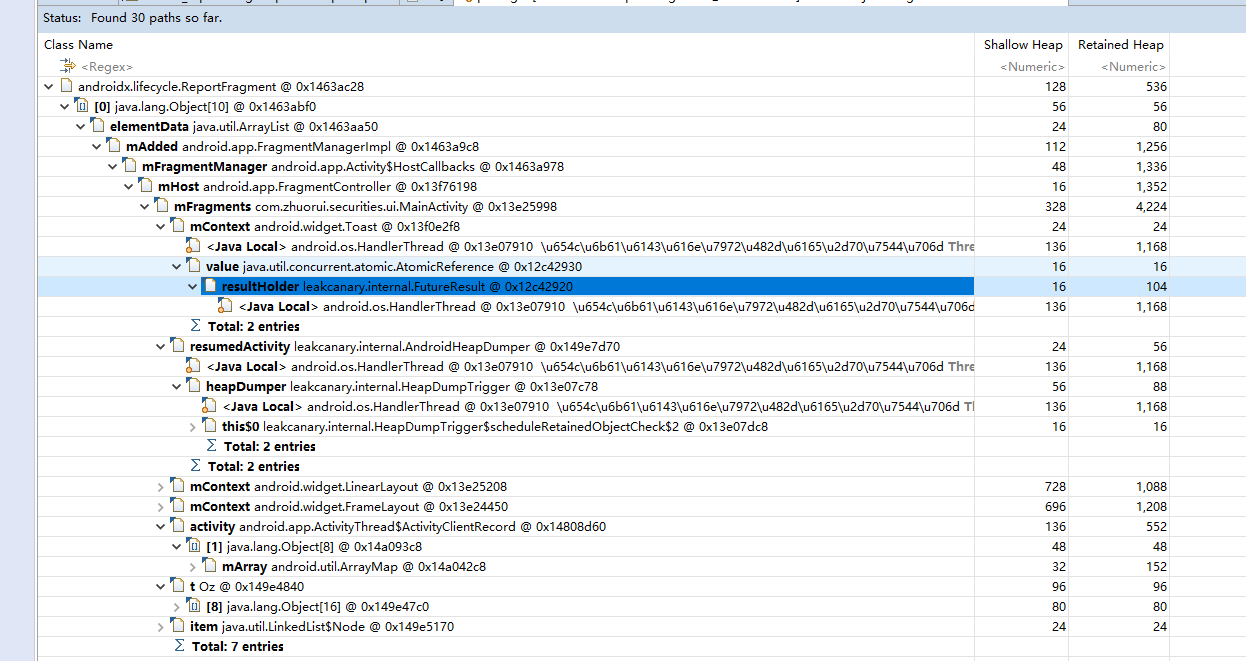 Status: Found 30 paths so far.
Class Name Shallow Heap Retained Heap
<Regex> <Numeric> <Numeric>
androidx.lifecycle.ReportFragment @ 0x1463ac28 128 536
[0] java.lang.Object[10] @ 0x1463abf0 56 56
elementData java.util.ArrayList @ 0x1463aa50 24 80
mAdded android.app.FragmentManagerImpl @ 0x1463a9c8 112 1,256
mFragmentManager android.app.Activity$HostCallbacks @ 0x1463a978 48 1,336
mHost android.app.FragmentController @ 0x13f76198 16 1,352
mFragments com.zhuorui.securities.ui.MainActivity @ 0x13e25998 328 4,224
mContext android.widget.Toast @ 0x13f0e2f8 24 24
<Java Local> android.os.HandlerThread @ 0x13e07910 \u654c\u6b61\u6143\u616e\u7972\u482d\u6165\u2d70\u7544\u706d Thre 136 1,168
value java.util.concurrent.atomic.AtomicReference @ 0x12c42930 16 16
resultHolder leakcanary.internal.FutureResult @ 0x12c42920 16 104
<Java Local> android.os.HandlerThread @ 0x13e07910 \u654c\u6b61\u6143\u616e\u7972\u482d\u6165\u2d70\u7544\u706d 136 1,168
Σ Total: 2 entries
resumedActivity leakcanary.internal.AndroidHeapDumper @ 0x149e7d70 24 56
<Java Local> android.os.HandlerThread @ 0x13e07910 \u654c\u6b61\u6143\u616e\u7972\u482d\u6165\u2d70\u7544\u706d Thre 136 1,168
heapDumper leakcanary.internal.HeapDumpTrigger @ 0x13e07c78 56 88
<Java Local> android.os.HandlerThread @ 0x13e07910 \u654c\u6b61\u6143\u616e\u7972\u482d\u6165\u2d70\u7544\u706d Tl 136 1,168
this$0 leakcanary.internal.HeapDumpTrigger$scheduleRetainedObjectCheck$2 @ 0x13e07dc8 16 16
Σ Total: 2 entries
Σ Total: 2 entries
mContext android.widget.LinearLayout @ 0x13e25208 728 1,088
mContext android.widget.FrameLayout @ 0x13e24450 696 1,208
activity android.app.ActivityThread$ActivityClientRecord @ 0x14808d60 136 552
[1] java.lang.Object[8] @ 0x14a093c8 48 48
mArray android.util.ArrayMap @ 0x14a042c8 32 152
t Oz @ 0x149e4840 96 96
[8] java.lang.Object[16] @ 0x149e47c0 80 80
item java.util.LinkedList$Node @ 0x149e5170 24 24
Σ Total: 7 entries